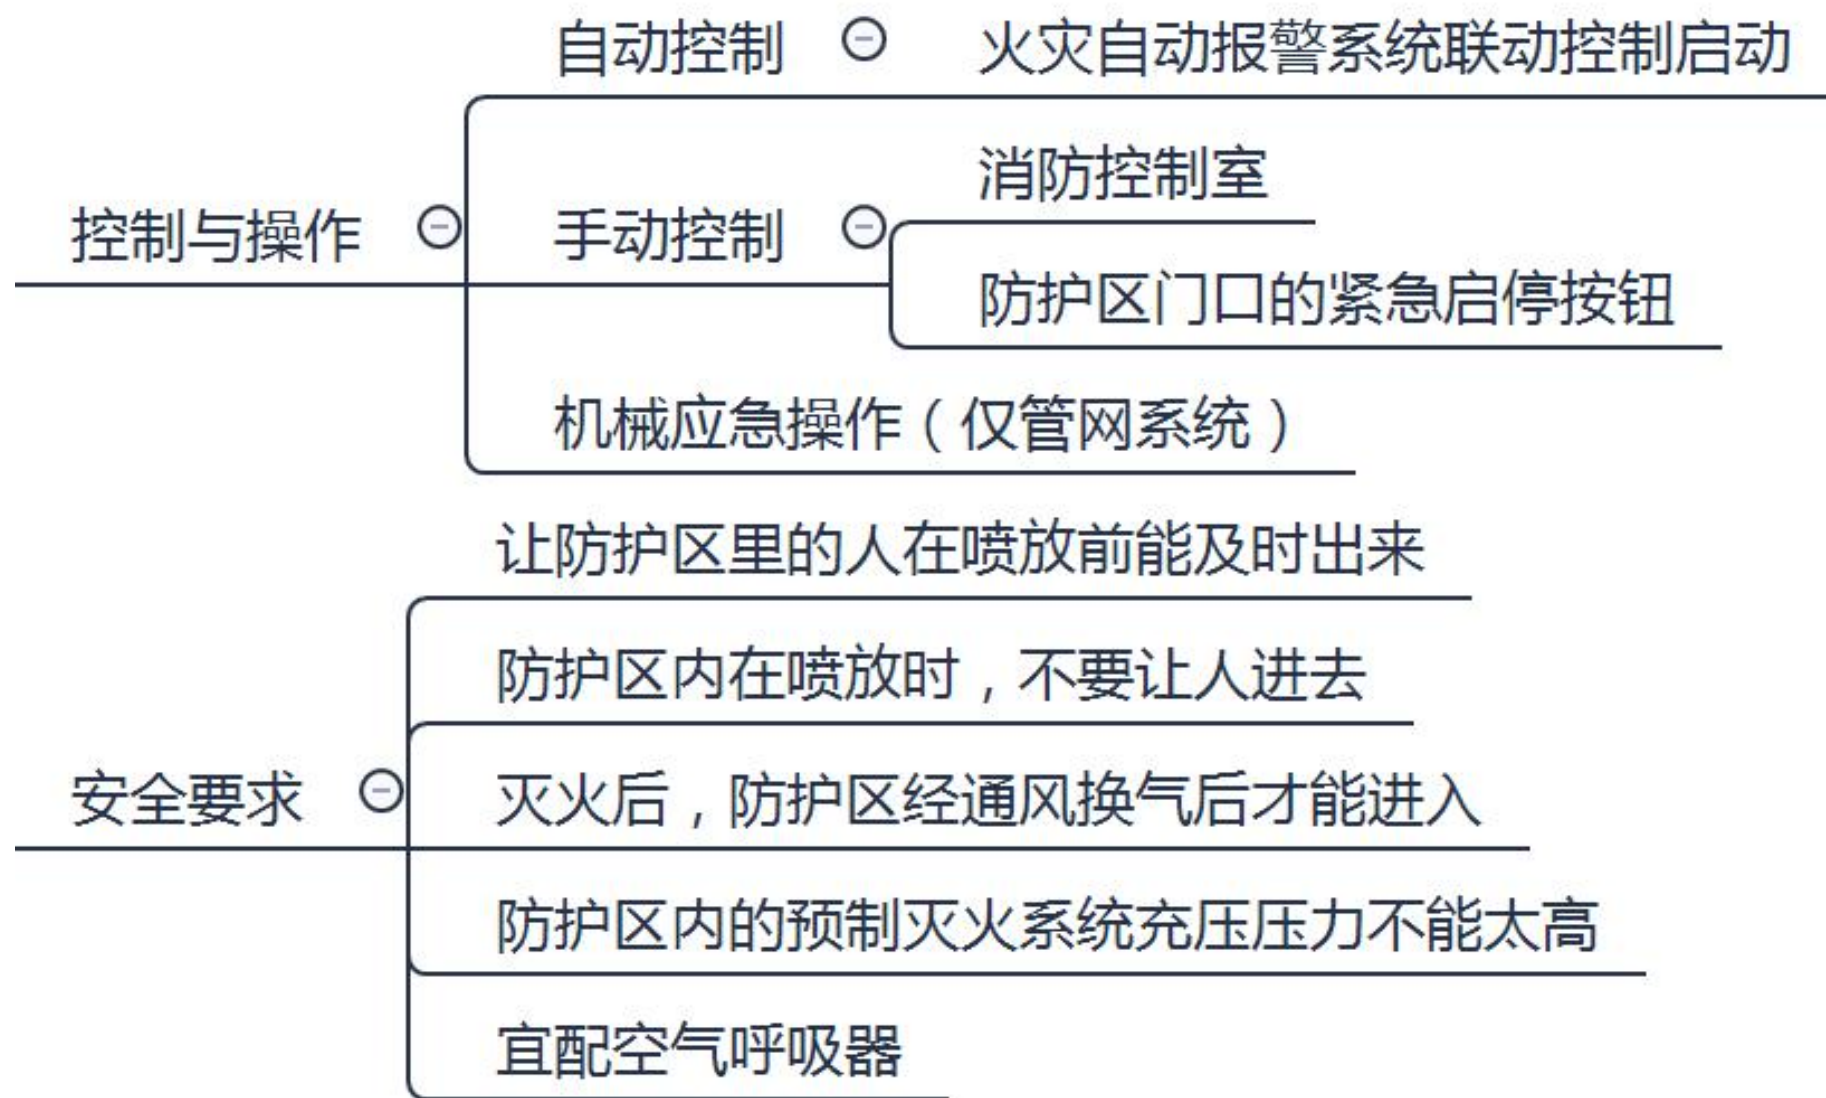 自动控制
火灾自动报警系统联动控制启动
控制与操作
手动控制
消防控制室
防护区门口的紧急启停按钮
机械应急操作（仅管网系统）
安全要求
让防护区里的人在喷放前能及时出来
防护区内在喷放时，不要让人进去
灭火后，防护区经通风换气后才能进入
防护区内的预制灭火系统充压压力不能太高
宜配空气呼吸器